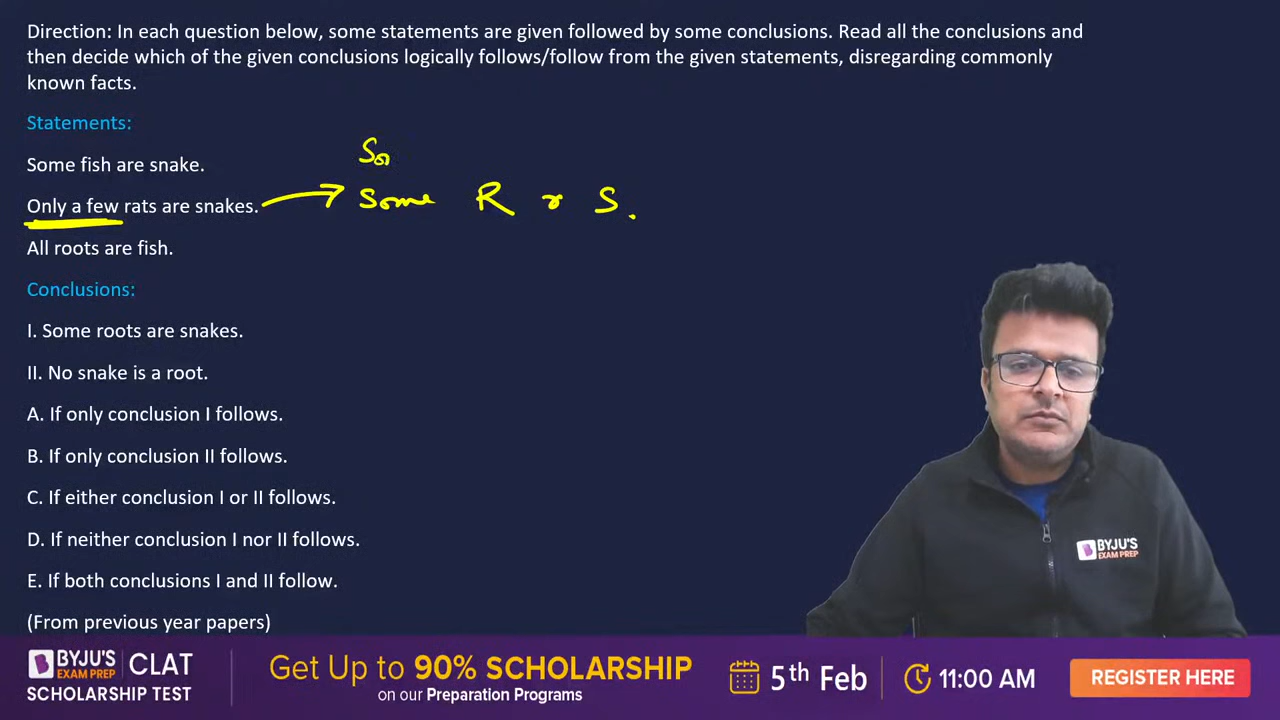 Direction: In each question below, some statements are given followed by some conclusions. Read all the conclusions and
then decide which of the given conclusions logically follows/follow from the given statements, disregarding commonly
known facts.
Statements:
So
Some fish are snake.
Only a few rats are snakes. Some R r S.
All roots are fish.
Conclusions:
I. Some roots are snakes.
II. No snake is a root.
A. If only conclusion I follows.
B. If only conclusion II follows.
C. If either conclusion I or II follows.
D. If neither conclusion I nor II follows.
E. If both conclusions I and II follow.
(From previous year papers)
BYJU'S
EXAM PREP
BYJU'S EXAM PREP CLAT
SCHOLARSHIP TEST
Get Up to 90% SCHOLARSHIP
on our Preparation Programs
5th Feb
11:00 AM
REGISTER HERE